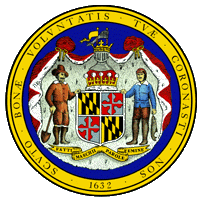 SCVTO · BONÆ · VOLVNTATIS · TVÆ · CORONASTI · NOS
FATTI MASCHII PAROLE FEMINE
1632